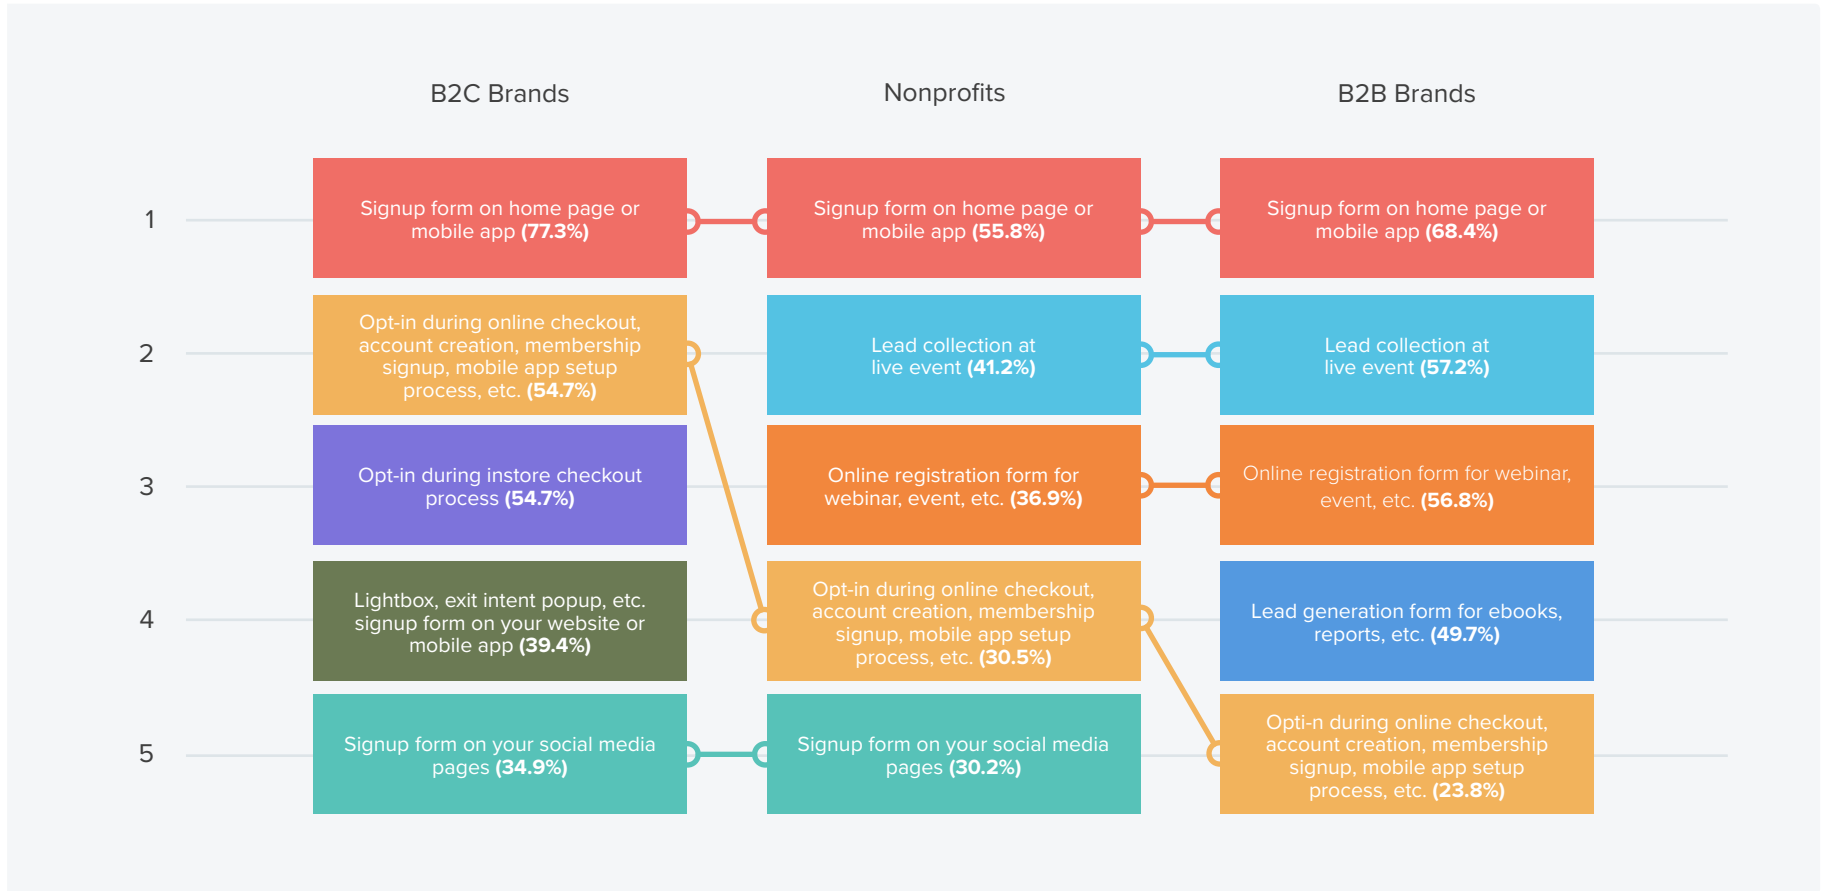 B2C Brands
Nonprofits
B2B Brands
1
Signup form on home page or
mobile app (77.3%)
Signup form on home page or
mobile app (55.8%)
Signup form on home page or
mobile app (68.4%)
2
Opt-in during online checkout,
account creation, membership
signup, mobile app setup
process, etc. (54.7%)
Lead collection at
live event (41.2%)
Lead collection at
live event (57.2%)
3
Opt-in during instore checkout
process (54.7%)
Online registration form for
webinar, event, etc. (36.9%)
Online registration form for webinar,
event, etc. (56.8%)
4
Lightbox, exit intent popup, etc.
signup form on your website or
mobile app (39.4%)
Opt-in during online checkout,
account creation, membership
signup, mobile app setup
process, etc. (30.5%)
Lead generation form for ebooks,
reports, etc. (49.7%)
5
Signup form on your social media
pages (34.9%)
Signup form on your social media
pages (30.2%)
Opti-n during online checkout,
account creation, membership
signup, mobile app setup
process, etc. (23.8%)